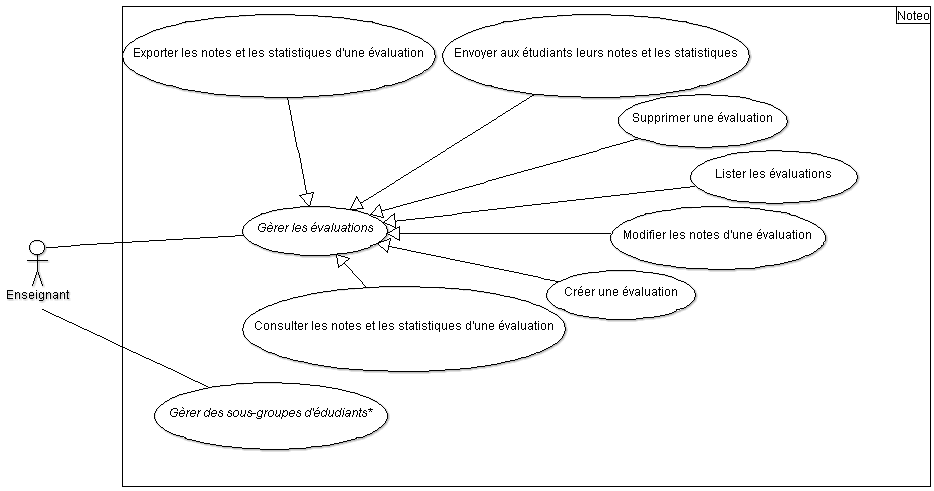 Noteo
Exporter les notes et les statistiques d'une évaluation
Envoyer aux étudiants leurs notes et les statistiques
Supprimer une évaluation
Lister les évaluations
Gèrer les évaluations
Modifier les notes d'une évaluation
Créer une évaluation
Enseignant
Consulter les notes et les statistiques d'une évaluation
Gèrer des sous-groupes d'édudiants*